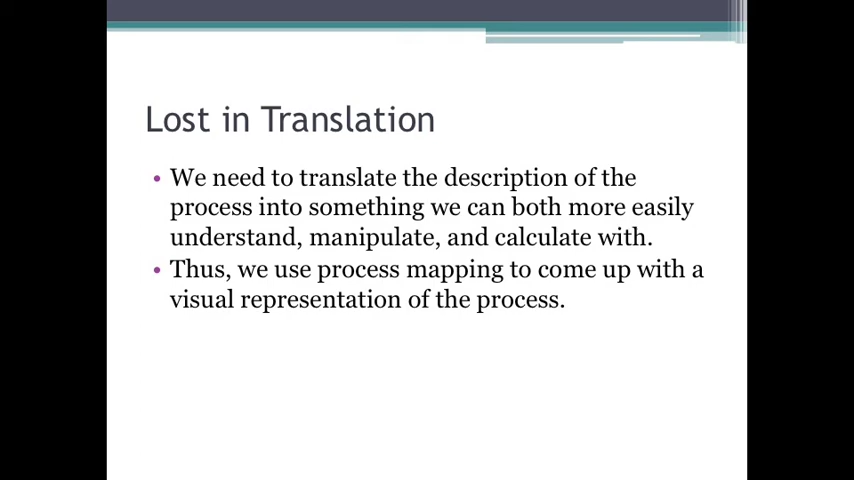 Lost in Translation
• We need to translate the description of the
process into something we can both more easily
understand, manipulate, and calculate with.
• Thus, we use process mapping to come up with a
visual representation of the process.